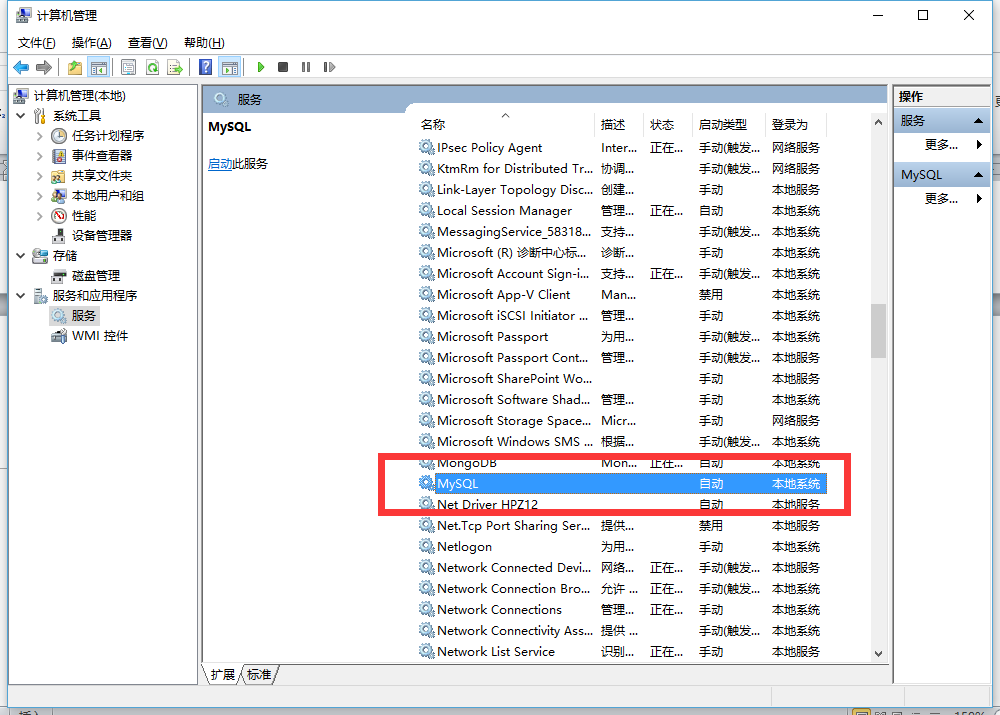 计算机管理
文件(F) 操作(A) 查看(V) 帮助(H)
计算机管理(本地)
系统工具
任务计划程序
事件查看器
共享文件夹
本地用户和组
性能
设备管理器
存储
磁盘管理
服务和应用程序
服务
WMI 控件
服务
MySQL
启动此服务
名称 描述 状态 启动类型 登录为
IPsec Policy Agent Inter... 正在... 手动(触发... 网络服务
KtmRm for Distributed Tr... 协调... 手动(触发... 网络服务
Link-Layer Topology Disc... 创建... 手动 本地服务
Local Session Manager 管理... 正在... 自动 本地系统
MessagingService_58318... 支持... 手动(触发... 本地系统
Microsoft (R) 诊断中心标... 诊断... 手动 本地系统
Microsoft Account Sign-i... 支持... 正在... 手动(触发... 本地系统
Microsoft App-V Client Man... 禁用 本地系统
Microsoft iSCSI Initiator ... 管理... 手动 本地系统
Microsoft Passport 为用... 手动(触发... 本地系统
Microsoft Passport Cont... 管理... 手动(触发... 本地服务
Microsoft SharePoint Wo... 手动 本地服务
Microsoft Software Shad... 管理... 手动 本地系统
Microsoft Storage Space... Micr... 手动 网络服务
Microsoft Windows SMS ... 根据... 手动(触发... 本地系统
MongoDB Mon... 正在... 自动 本地系统
MySQL 自动 本地系统
Net Driver HPZ12 自动 本地服务
Net.Tcp Port Sharing Ser... 提供... 禁用 本地服务
Netlogon 为用... 手动 本地系统
Network Connected Devi... 网络... 正在... 手动(触发... 本地服务
Network Connection Bro... 允许 ... 正在... 手动(触发... 本地系统
Network Connections 管理... 正在... 手动 本地系统
Network Connectivity Ass... 提供 ... 手动(触发... 本地系统
Network List Service 识别... 正在... 手动 本地服务
扩展 标准
操作
服务
更多...
MySQL
更多...